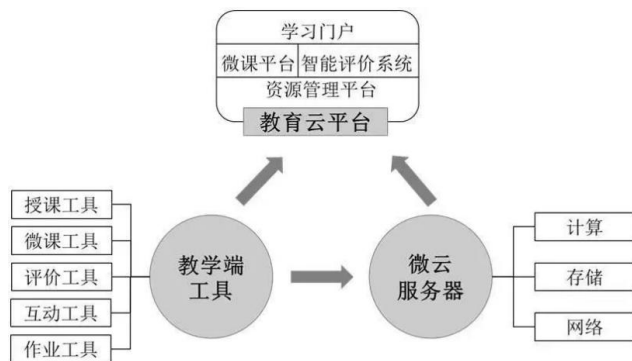 学习门户
微课平台 智能评价系统
资源管理平台
教育云平台
授课工具
微课工具
评价工具
互动工具
作业工具
教学端
工具
微云
服务器
计算
存储
网络